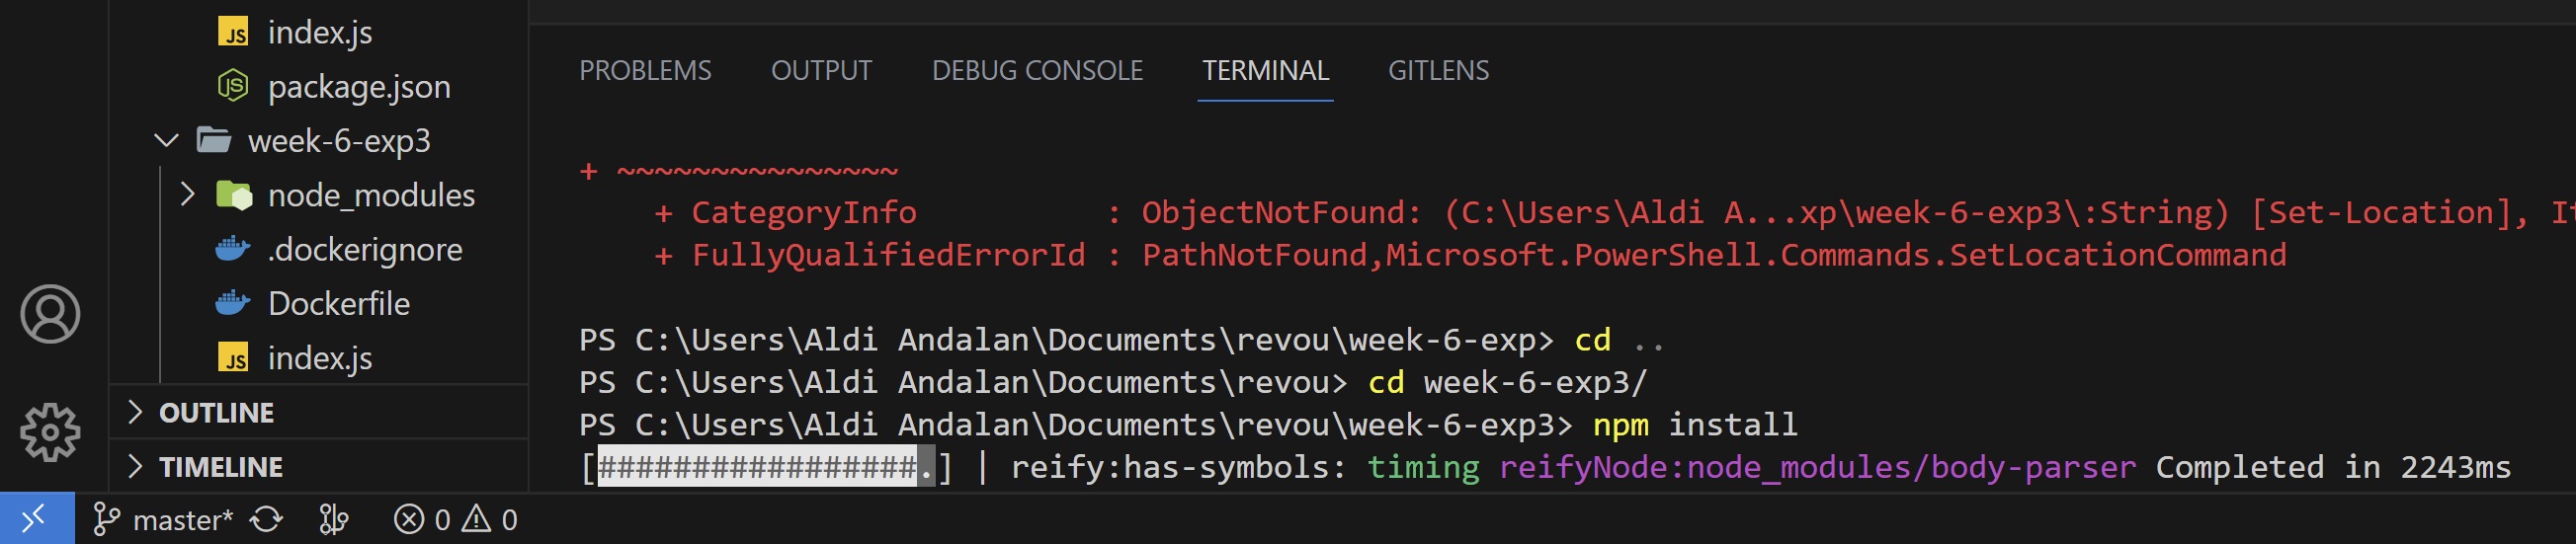 index.js
package.json
week-6-exp3
node_modules
.dockerignore
Dockerfile
index.js
OUTLINE
TIMELINE
PROBLEMS OUTPUT DEBUG CONSOLE TERMINAL GITLENS
+ ~~~~~~~~~~~~~~~
+ CategoryInfo : ObjectNotFound: (C:\Users\Aldi A...xp\week-6-exp3\:String) [Set-Location], It
+ FullyQualifiedErrorId : PathNotFound,Microsoft.PowerShell.Commands.SetLocationCommand
PS C:\Users\Aldi Andalan\Documents\revou\week-6-exp> cd ..
PS C:\Users\Aldi Andalan\Documents\revou> cd week-6-exp3/
PS C:\Users\Aldi Andalan\Documents\revou\week-6-exp3> npm install
[#################.] | reify:has-symbols: timing reifyNode:node_modules/body-parser Completed in 2243ms
master* 0 0